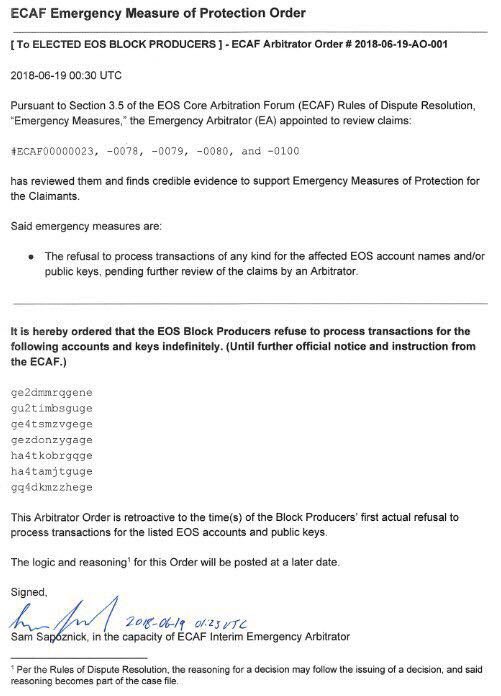 ECAF Emergency Measure of Protection Order
[ To ELECTED EOS BLOCK PRODUCERS ] - ECAF Arbitrator Order # 2018-06-19-AO-001
2018-06-19 00:30 UTC
Pursuant to Section 3.5 of the EOS Core Arbitration Forum (ECAF) Rules of Dispute Resolution,
"Emergency Measures," the Emergency Arbitrator (EA) appointed to review claims:
#ECAF00000023, -0078, -0079, -0080, and -0100
has reviewed them and finds credible evidence to support Emergency Measures of Protection for
the Claimants.
Said emergency measures are:
● The refusal to process transactions of any kind for the affected EOS account names and/or
public keys, pending further review of the claims by an Arbitrator.
It is hereby ordered that the EOS Block Producers refuse to process transactions for the
following accounts and keys indefinitely. (Until further official notice and instruction from
the ECAF.)
ge2dmmrqgene
gu2timbsguge
ge4tsmzvgege
gezdonzygage
ha4tkobrgqge
ha4tamjtguge
gq4dkmzzhege
This Arbitrator Order is retroactive to the time(s) of the Block Producers' first actual refusal to
process transactions for the listed EOS accounts and public keys.
The logic and reasoning¹ for this Order will be posted at a later date.
Signed,
2018-06-19 01:23 UTC
Sam Sapoznick, in the capacity of ECAF Interim Emergency Arbitrator
¹ Per the Rules of Dispute Resolution, the reasoning for a decision may follow the issuing of a decision, and said
reasoning becomes part of the case file.